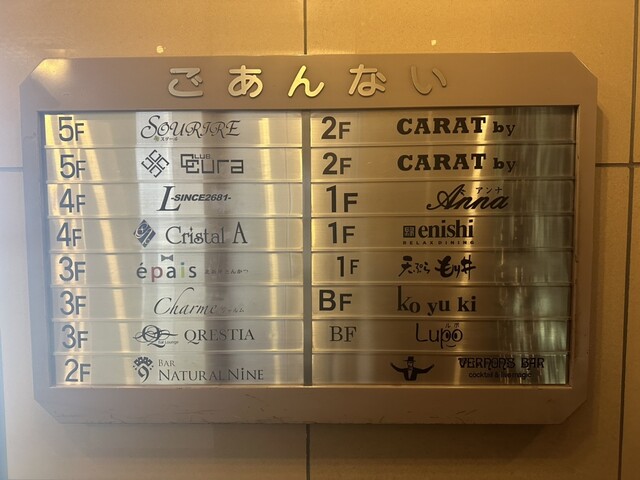 ごあんない
5F SOURIRE
5F CLUB Cura
4F L -SINCE2681-
4F Cristal A
3F épais
3F Charme
3F QRESTIA
2F BAR NATURAL NINE
2F CARAT by
2F CARAT by
1F Anna アンナ
1F enishi RELAX DINING
1F 天ぷら もり井
BF ko yu ki
BF Lupo
VERNON'S BAR
cocktail &